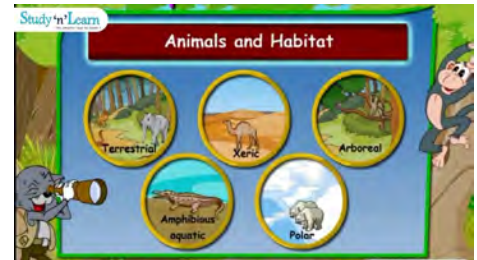 Study 'n' Learn
Animals and Habitat
Terrestrial
Xeric
Arboreal
Amphibious
aquatic
Polar